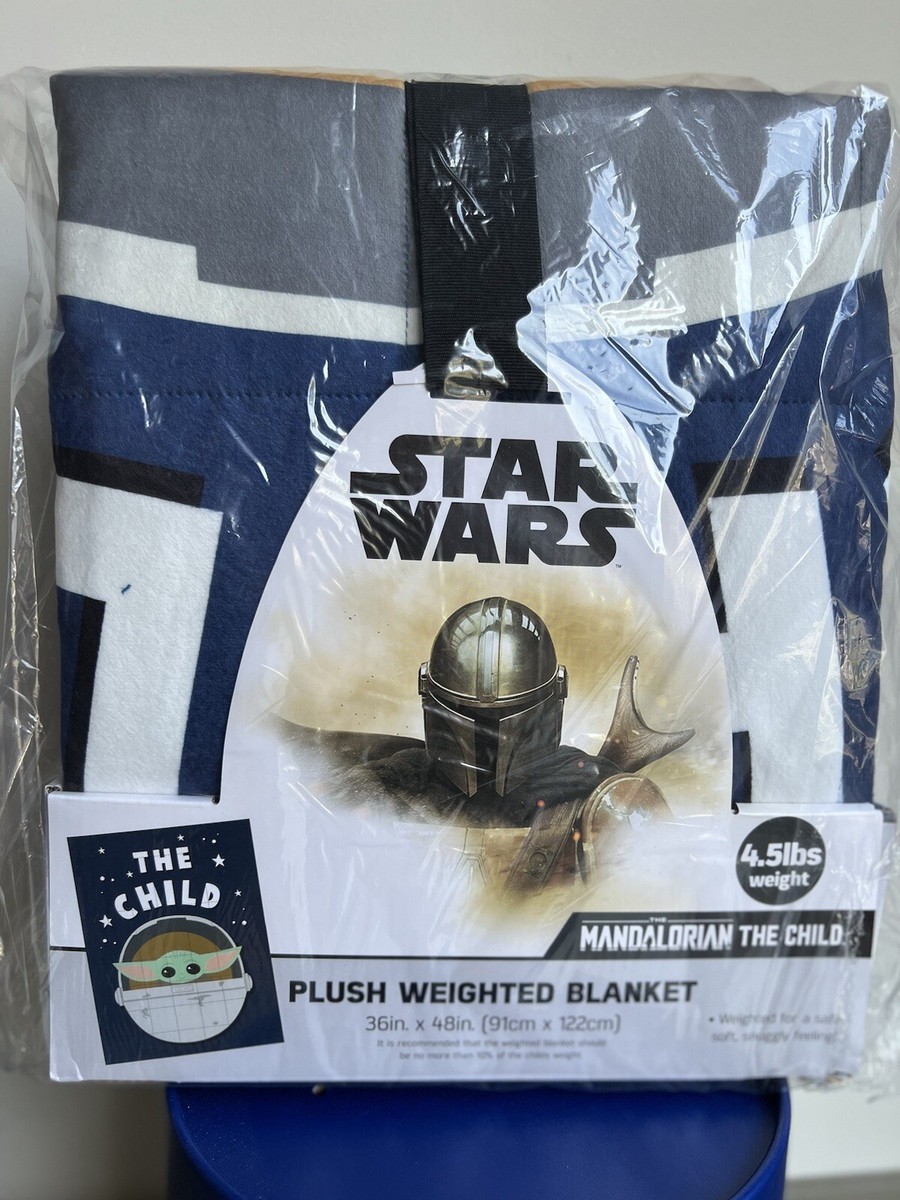 STAR
WARS™
THE
CHILD
4.5lbs
weight
THE
MANDALORIAN THE CHILD
PLUSH WEIGHTED BLANKET
36in. x 48in. (91cm x 122cm)
It is recommended that the weighted blanket should
be no more than 10% of the childs weight
• Weighted for a safe,
soft, snuggly feeling